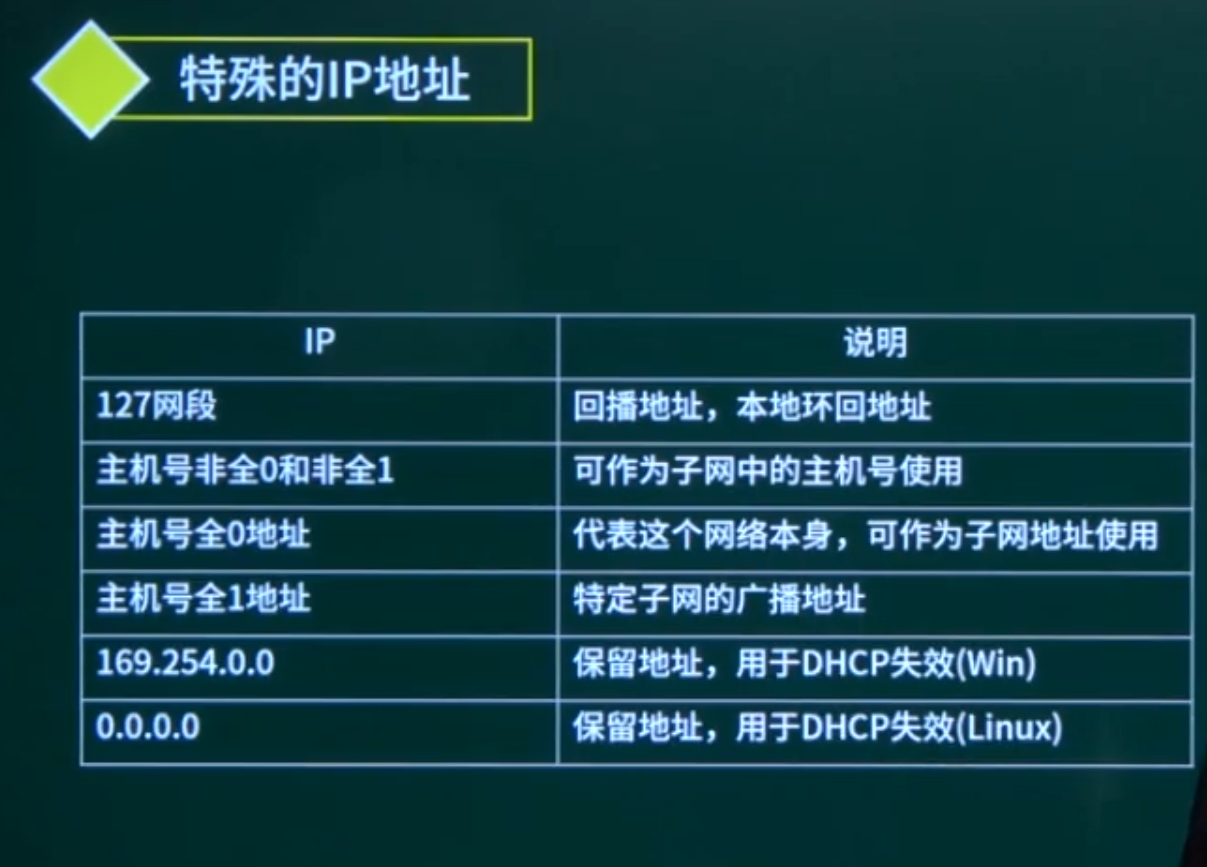 特殊的IP地址
IP 说明
127网段 回播地址，本地环回地址
主机号非全0和非全1 可作为子网中的主机号使用
主机号全0地址 代表这个网络本身，可作为子网地址使用
主机号全1地址 特定子网的广播地址
169.254.0.0 保留地址，用于DHCP失效(Win)
0.0.0.0 保留地址，用于DHCP失效(Linux)